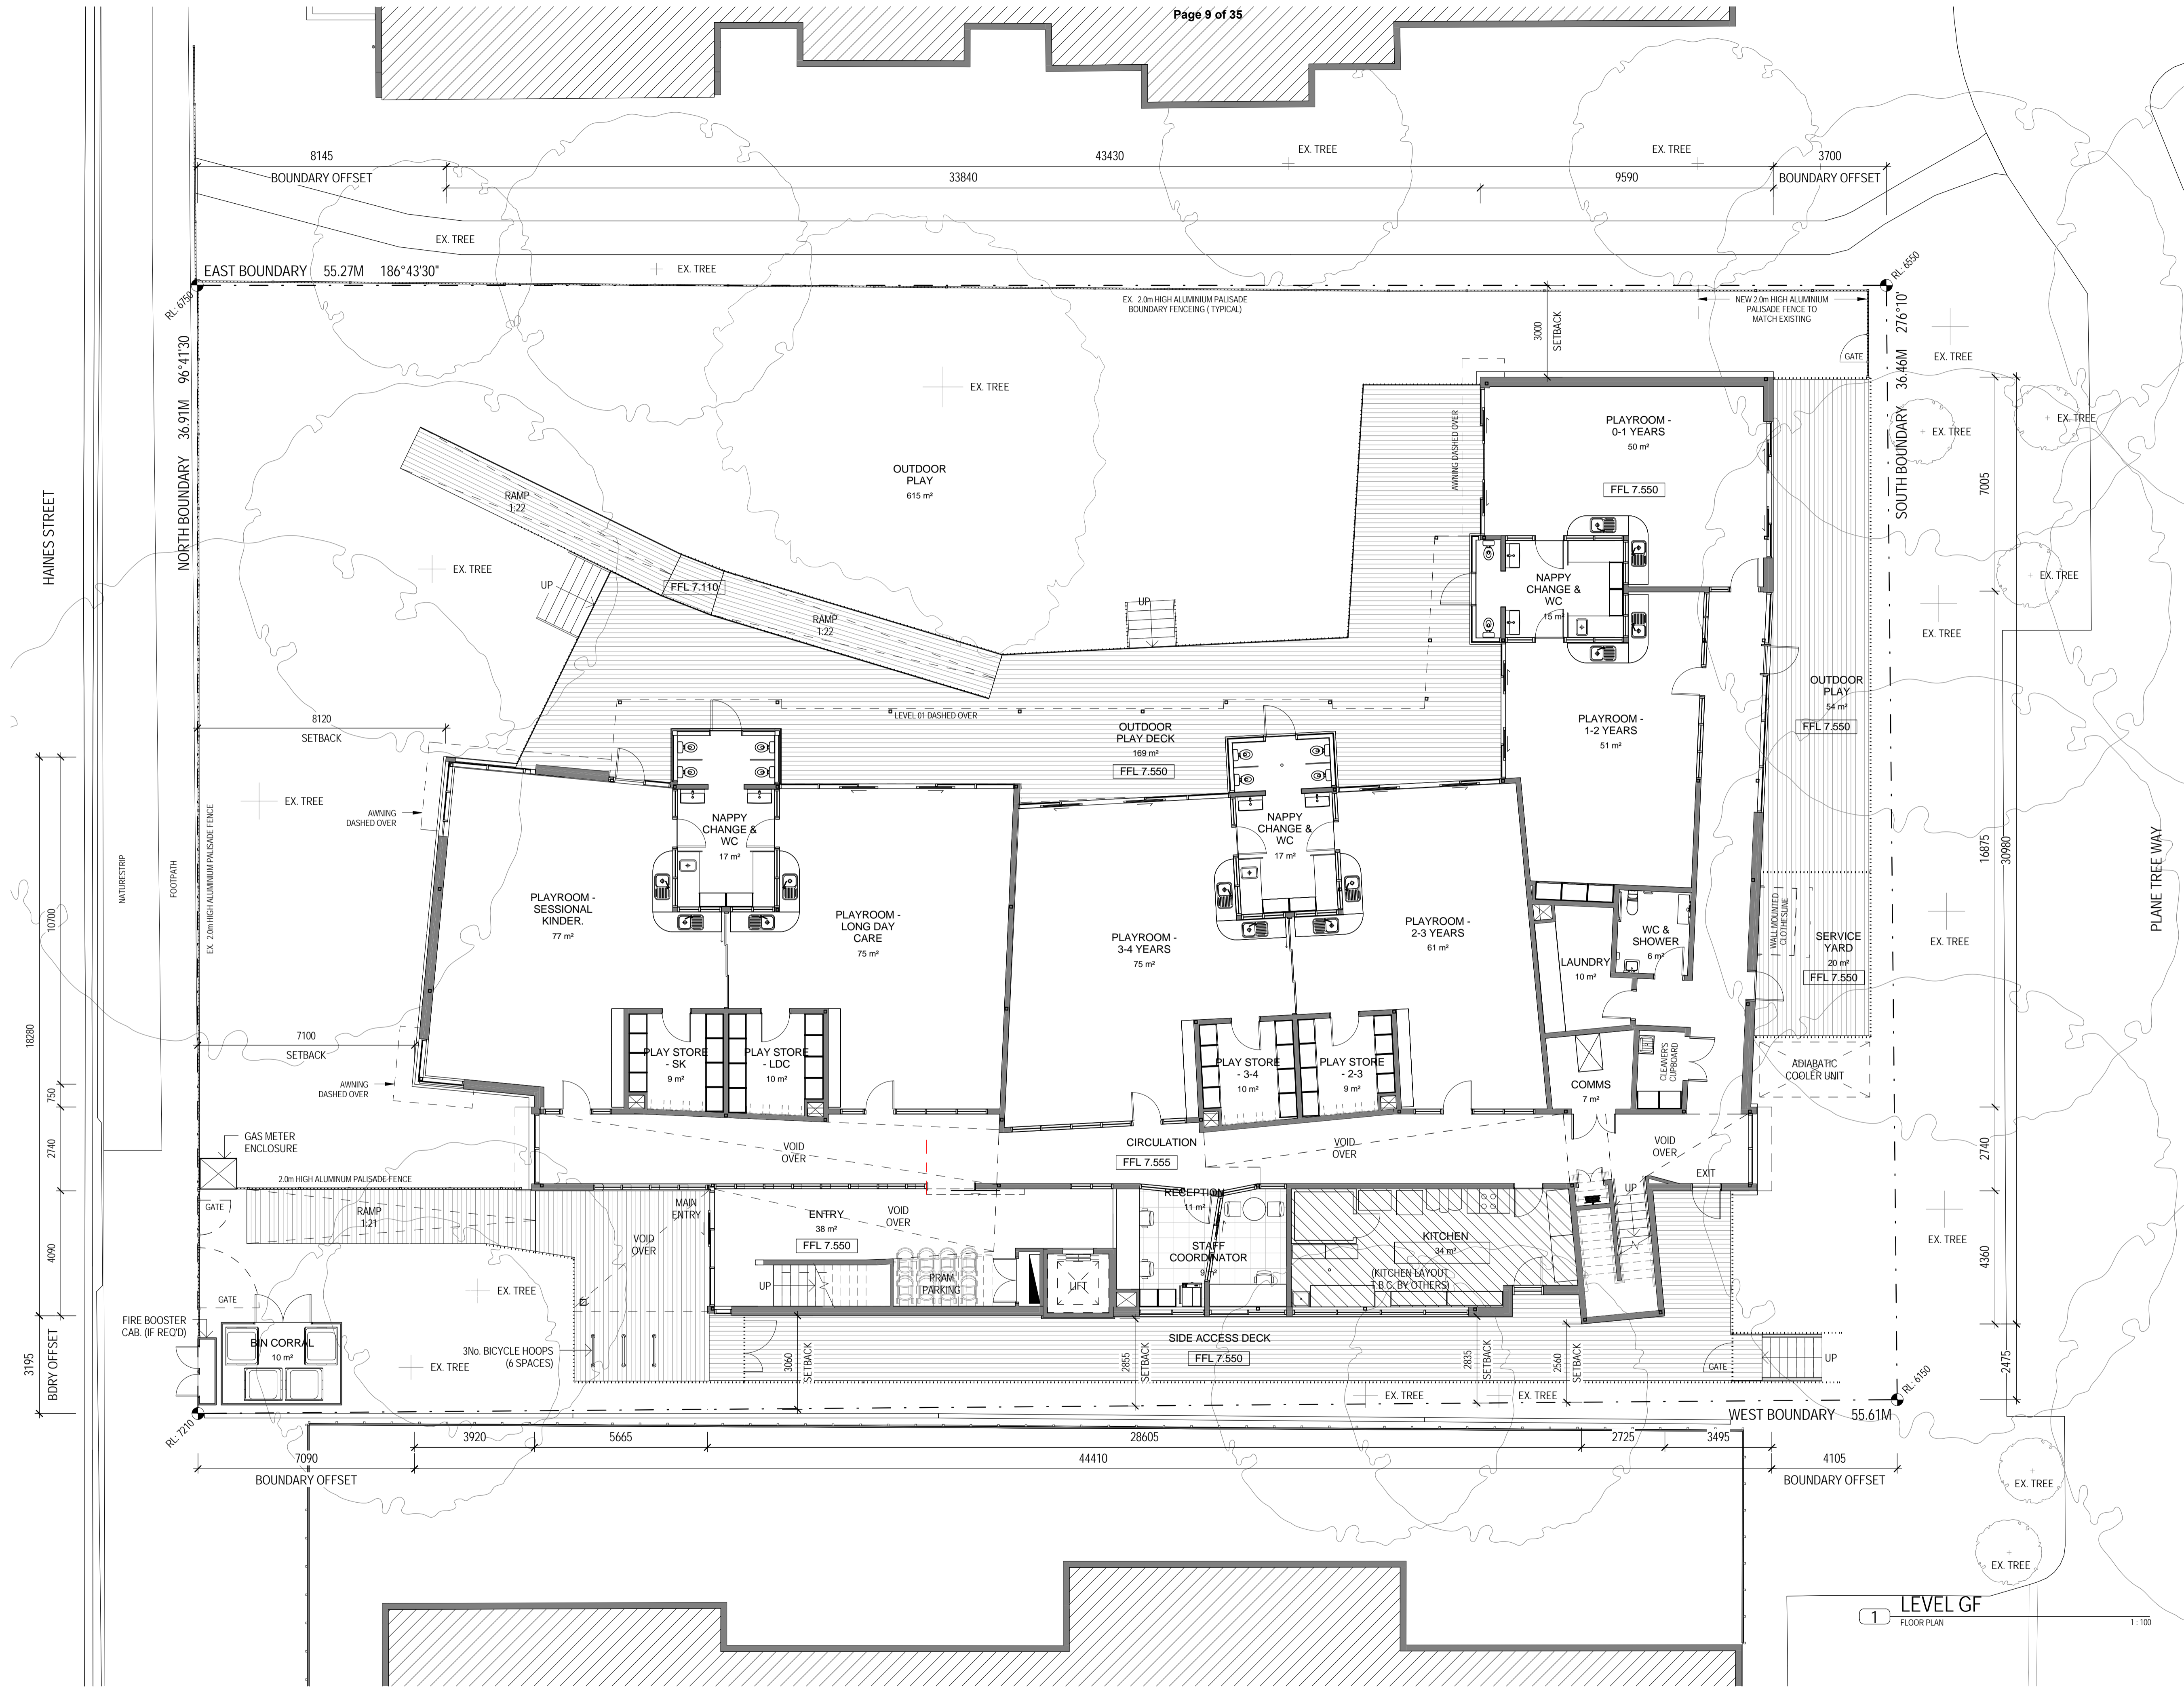 Page 9 of 35
8145
43430
EX. TREE
EX. TREE
3700
BOUNDARY OFFSET
33840
9590
BOUNDARY OFFSET
EX. TREE
EAST BOUNDARY 55.27M 186°43'30"
EX. TREE
RL: 6750
RL: 6550
EX. 2.0m HIGH ALUMINIUM PALISADE
BOUNDARY FENCEING ( TYPICAL)
NEW 2.0m HIGH ALUMINIUM
PALISADE FENCE TO
MATCH EXISTING
3000
SETBACK
GATE
NORTH BOUNDARY 36.91M 96°41'30
SOUTH BOUNDARY 36.46M 276°10'
EX. TREE
EX. TREE
EX. TREE
EX. TREE
HAINES STREET
OUTDOOR
PLAY
615 m²
AWNING DASHED OVER
PLAYROOM -
0-1 YEARS
50 m²
FFL 7.550
7005
RAMP
1:22
EX. TREE
UP
FFL 7.110
RAMP
1:22
UP
NAPPY
CHANGE &
WC
15 m²
EX. TREE
EX. TREE
8120
SETBACK
LEVEL 01 DASHED OVER
OUTDOOR
PLAY DECK
169 m²
FFL 7.550
PLAYROOM -
1-2 YEARS
51 m²
OUTDOOR
PLAY
54 m²
FFL 7.550
EX. TREE
AWNING
DASHED OVER
NATURESTRIP
FOOTPATH
EX. 2.0m HIGH ALUMINIUM PALISADE FENCE
10700
18280
NAPPY
CHANGE &
WC
17 m²
NAPPY
CHANGE &
WC
17 m²
16875
30980
PLANE TREE WAY
PLAYROOM -
SESSIONAL
KINDER.
77 m²
PLAYROOM -
LONG DAY
CARE
75 m²
PLAYROOM -
3-4 YEARS
75 m²
PLAYROOM -
2-3 YEARS
61 m²
WC &
SHOWER
6 m²
LAUNDRY
10 m²
WALL MOUNTED
CLOTHESLINE
SERVICE
YARD
20 m²
FFL 7.550
EX. TREE
7100
SETBACK
PLAY STORE
- SK
9 m²
PLAY STORE
- LDC
10 m²
PLAY STORE
- 3-4
10 m²
PLAY STORE
- 2-3
9 m²
COMMS
7 m²
CLEANER'S
CUPBOARD
ADIABATIC
COOLER UNIT
AWNING
DASHED OVER
750
2740
GAS METER
ENCLOSURE
VOID
OVER
CIRCULATION
FFL 7.555
VOID
OVER
VOID
OVER
EXIT
2740
2.0m HIGH ALUMINUM PALISADE FENCE
GATE
RAMP
1:21
MAIN
ENTRY
VOID
OVER
ENTRY
38 m²
FFL 7.550
VOID
OVER
RECEPTION
11 m²
STAFF
COORDINATOR
9 m²
KITCHEN
34 m²
(KITCHEN LAYOUT
T.B.C. BY OTHERS)
UP
EX. TREE
4090
4360
UP
PRAM
PARKING
LIFT
EX. TREE
GATE
FIRE BOOSTER
CAB. (IF REQ'D)
BIN CORRAL
10 m²
3No. BICYCLE HOOPS
(6 SPACES)
EX. TREE
SIDE ACCESS DECK
FFL 7.550
3060
SETBACK
2855
SETBACK
2835
SETBACK
2560
SETBACK
GATE
UP
2475
3195
BDRY OFFSET
EX. TREE
EX. TREE
RL: 6150
RL: 7210
WEST BOUNDARY 55.61M
3920
5665
28605
2725
3495
7090
44410
4105
BOUNDARY OFFSET
BOUNDARY OFFSET
EX. TREE
EX. TREE
1
LEVEL GF
FLOOR PLAN
1 : 100